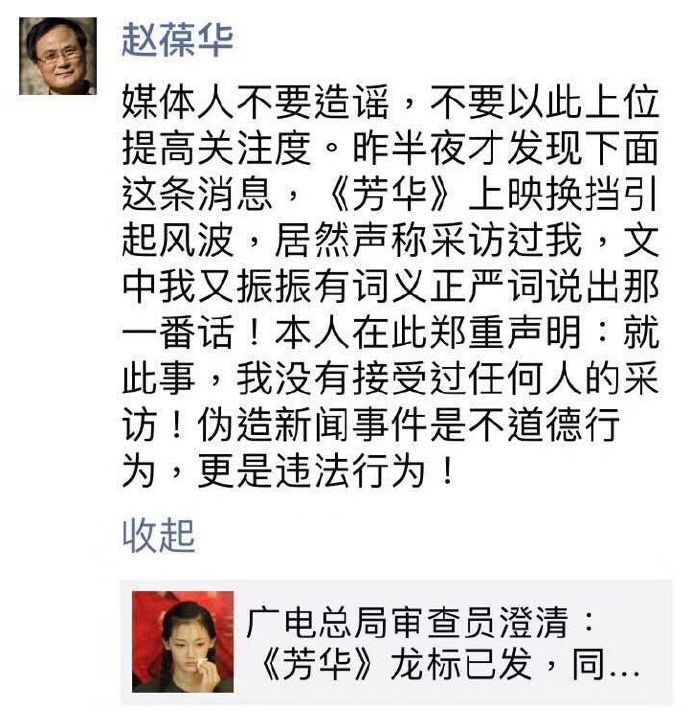 赵葆华
媒体人不要造谣，不要以此上位
提高关注度。昨半夜才发现下面
这条消息，《芳华》上映换挡引
起风波，居然声称采访过我，文
中我又振振有词义正严词说出那
一番话！本人在此郑重声明：就
此事，我没有接受过任何人的采
访！伪造新闻事件是不道德行
为，更是违法行为！
收起
广电总局审查员澄清：
《芳华》龙标已发，同...